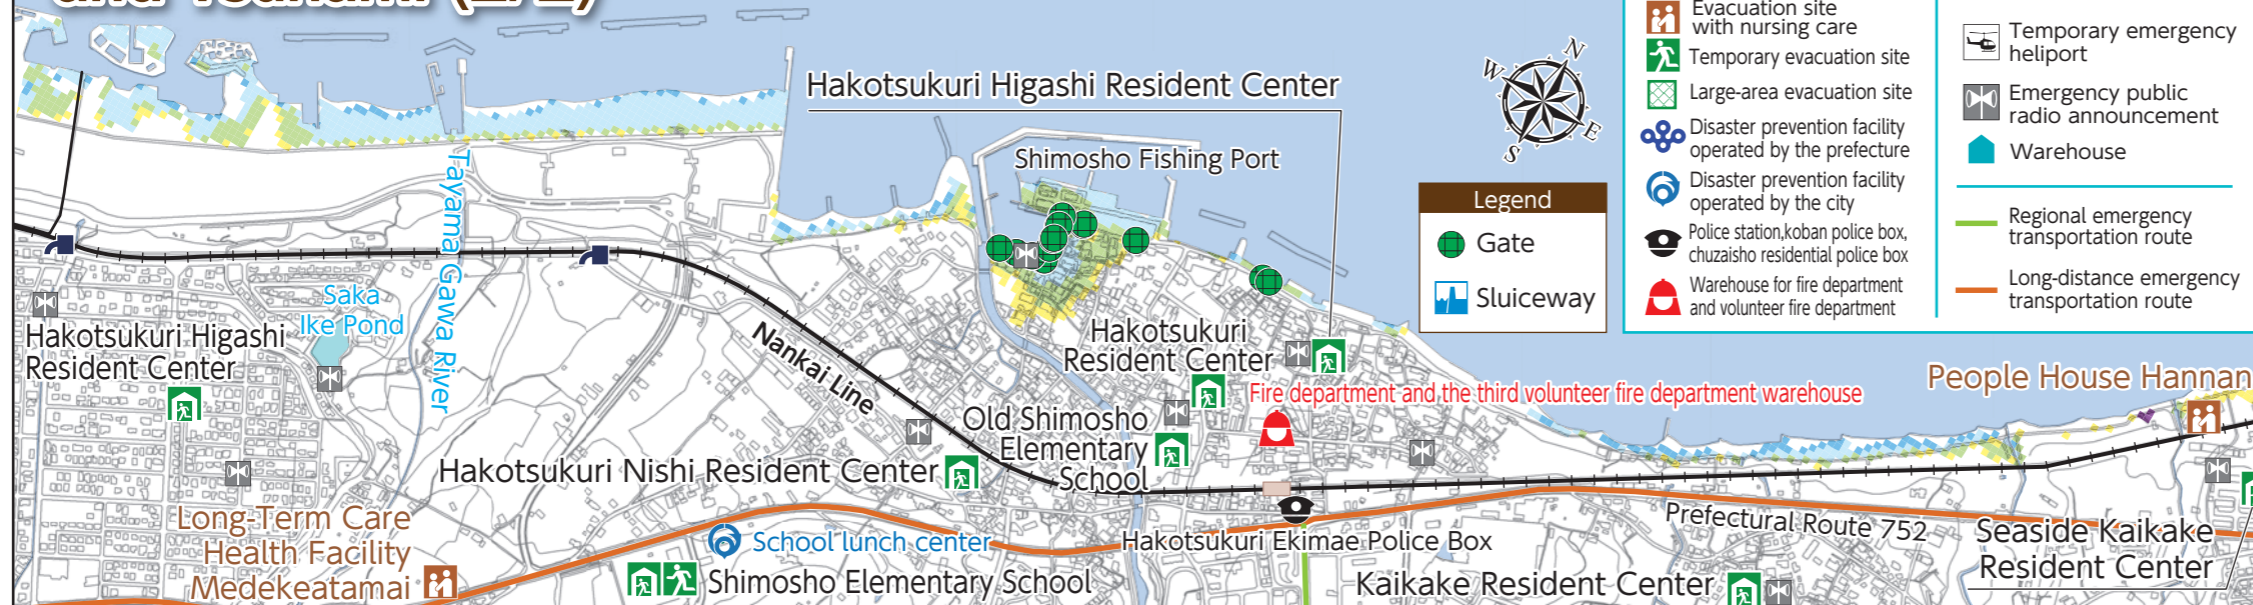 and Tsunami (2/2)
Hakotsukuri Higashi Resident Center
Shimosho Fishing Port
Tayama Gawa River
Saka
Ike Pond
Hakotsukuri Higashi
Resident Center
Nankai Line
Hakotsukuri
Resident Center
Fire department and the third volunteer fire department warehouse
Old Shimosho
Elementary
School
Hakotsukuri Nishi Resident Center
Long-Term Care
Health Facility
Medekeatamai
School lunch center
Shimosho Elementary School
Hakotsukuri Ekimae Police Box
Kaikake Resident Center
Prefectural Route 752
Seaside Kaikake
Resident Center
People House Hannan
N
W
E
S
Legend
Gate
Sluiceway
Evacuation site
with nursing care
Temporary evacuation site
Large-area evacuation site
Disaster prevention facility
operated by the prefecture
Disaster prevention facility
operated by the city
Police station,koban police box,
chuzaisho residential police box
Warehouse for fire department
and volunteer fire department
Temporary emergency
heliport
Emergency public
radio announcement
Warehouse
Regional emergency
transportation route
Long-distance emergency
transportation route